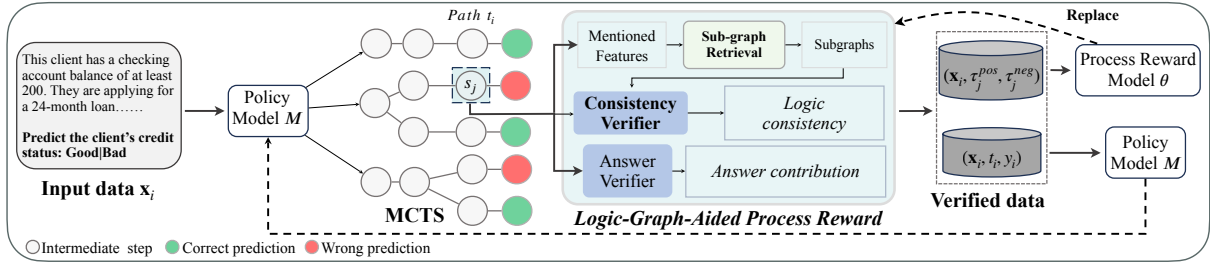 This client has a checking
account balance of at least
200. They are applying for
a 24-month loan......
Predict the client's credit
status: Good|Bad
Input data x_i
Policy
Model M
Path t_i
s_j
MCTS
Mentioned
Features
Sub-graph
Retrieval
Subgraphs
Consistency
Verifier
Logic
consistency
Answer
Verifier
Answer contribution
Logic-Graph-Aided Process Reward
Replace
(x_i, τ_j^{pos}, τ_j^{neg})
Process Reward
Model θ
(x_i, t_i, y_i)
Policy
Model M
Verified data
Intermediate step
Correct prediction
Wrong prediction